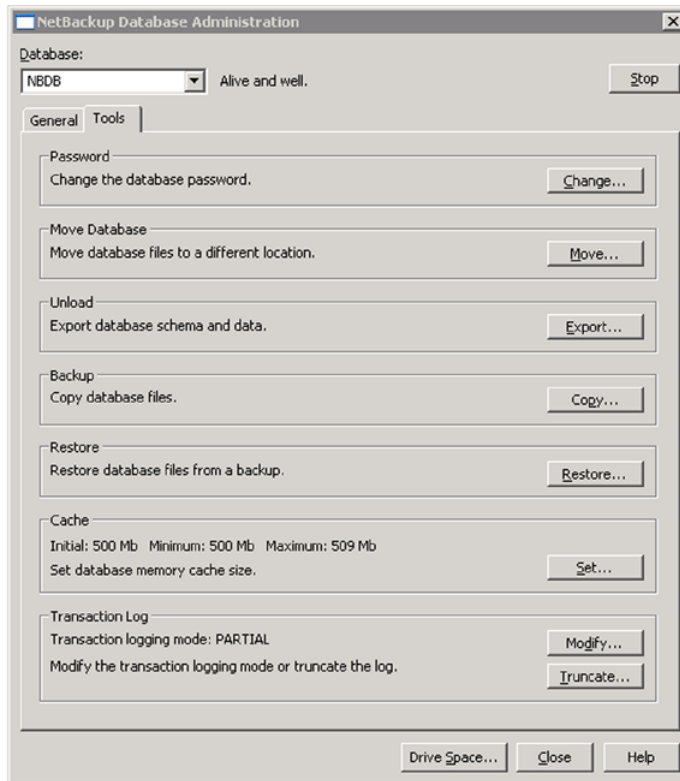 NetBackup Database Administration
Database:
NBDB
Alive and well.
Stop
General
Tools
Password
Change the database password.
Change...
Move Database
Move database files to a different location.
Move...
Unload
Export database schema and data.
Export...
Backup
Copy database files.
Copy...
Restore
Restore database files from a backup.
Restore...
Cache
Initial: 500 Mb Minimum: 500 Mb Maximum: 509 Mb
Set database memory cache size.
Set...
Transaction Log
Transaction logging mode: PARTIAL
Modify...
Modify the transaction logging mode or truncate the log.
Truncate...
Drive Space...
Close
Help